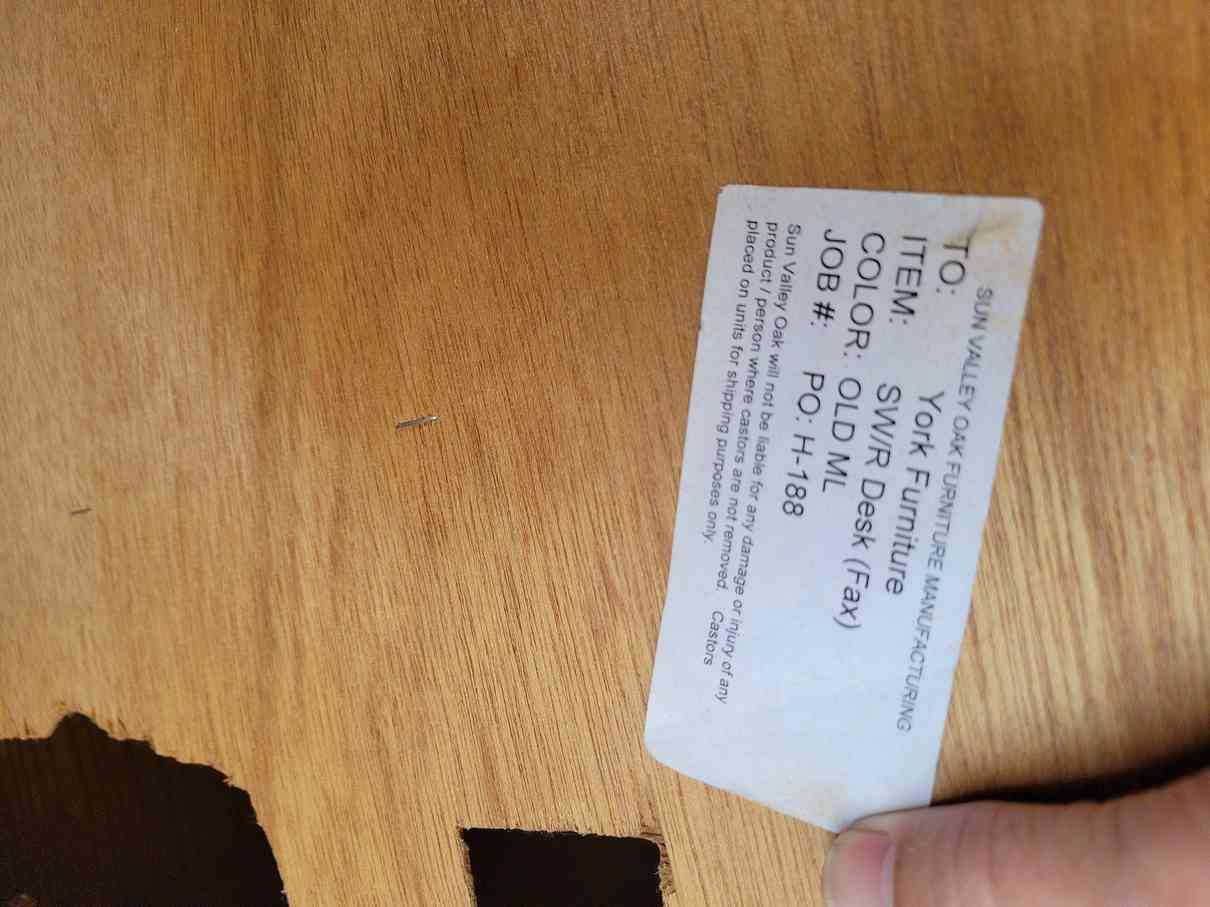 SUN VALLEY OAK FURNITURE MANUFACTURING
TO: York Furniture
ITEM: SW/R Desk (Fax)
COLOR: OLD ML
JOB #: PO: H-188
Sun Valley Oak will not be liable for any damage or injury of any
product / person where castors are not removed. Castors
placed on units for shipping purposes only.